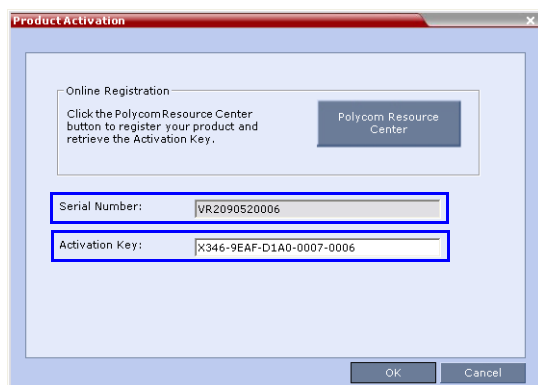 Product Activation
Online Registration
Click the Polycom Resource Center
button to register your product and
retrieve the Activation Key.
Polycom Resource
Center
Serial Number: VR2090520006
Activation Key: X346-9EAF-D1A0-0007-0006
OK Cancel